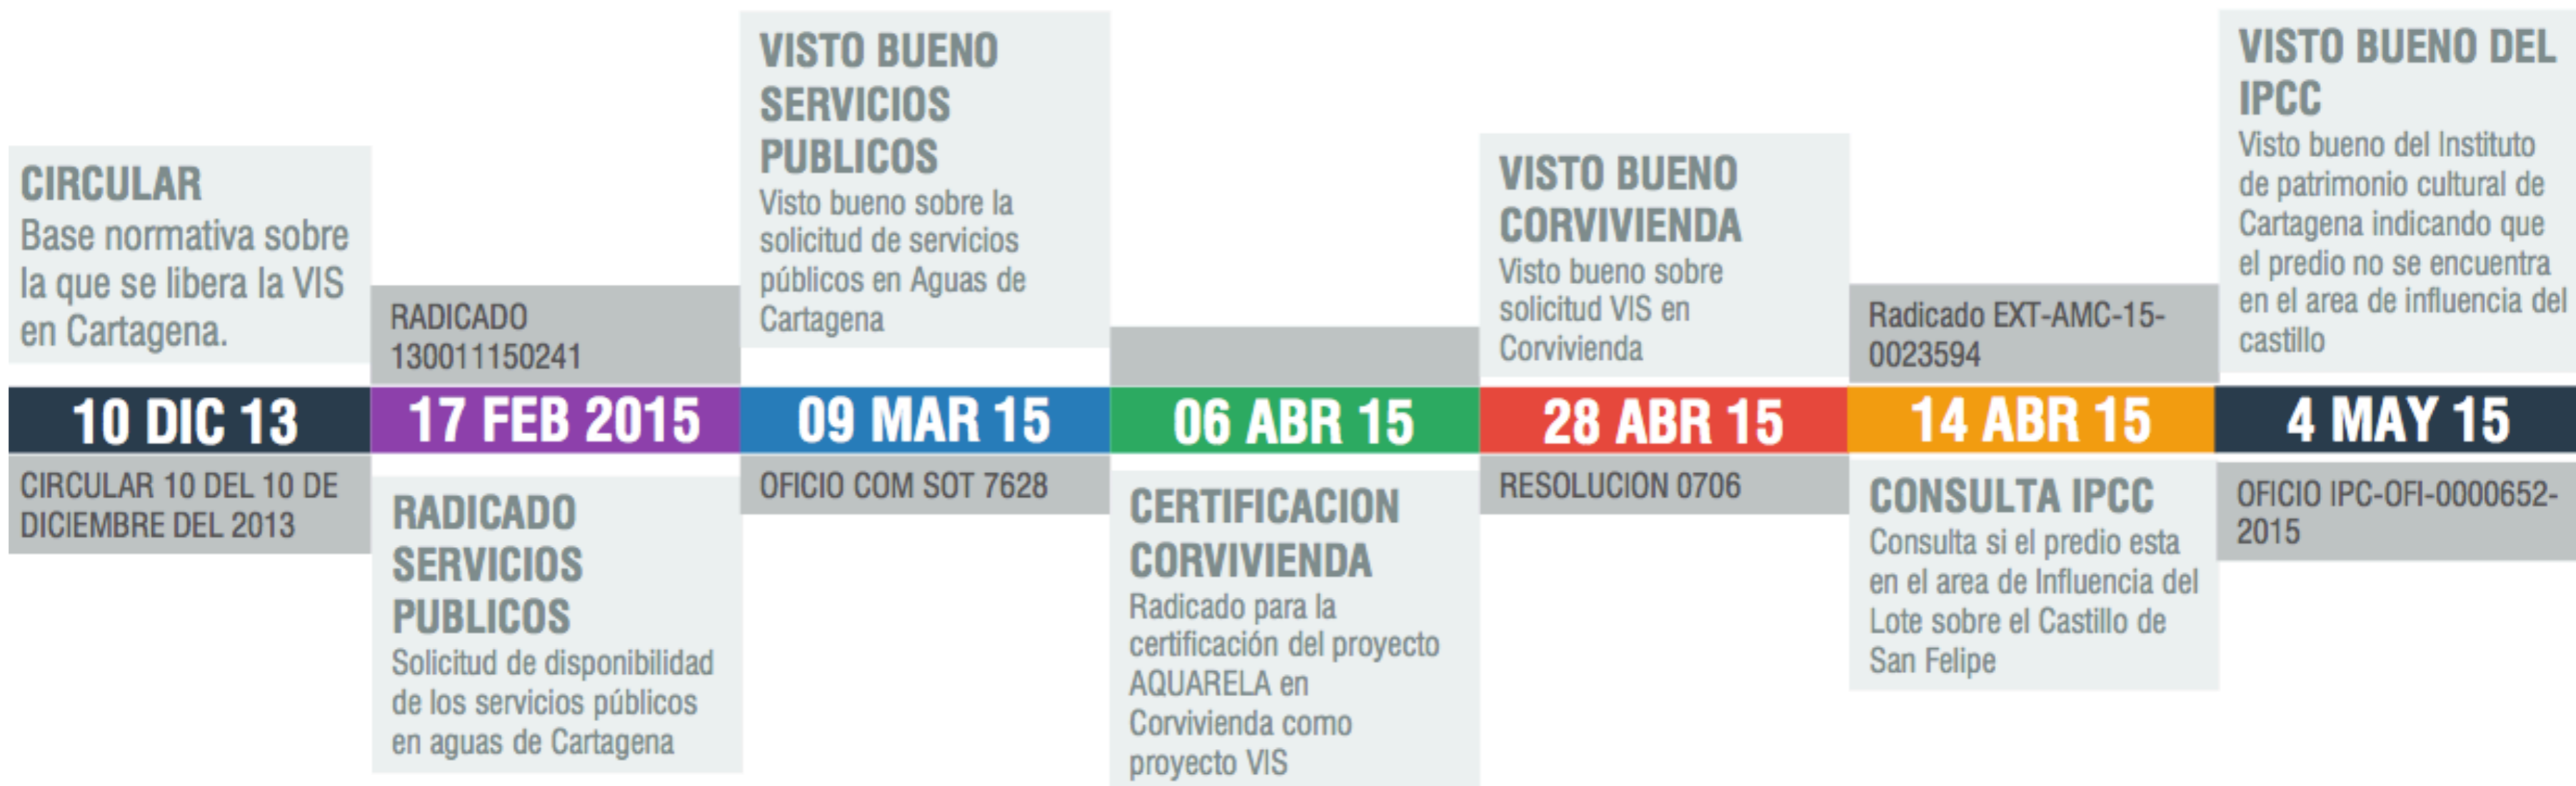 CIRCULAR
Base normativa sobre
la que se libera la VIS
en Cartagena.
10 DIC 13
CIRCULAR 10 DEL 10 DE
DICIEMBRE DEL 2013
RADICADO
130011150241
17 FEB 2015
RADICADO
SERVICIOS
PUBLICOS
Solicitud de disponibilidad
de los servicios públicos
en aguas de Cartagena
VISTO BUENO
SERVICIOS
PUBLICOS
Visto bueno sobre la
solicitud de servicios
públicos en Aguas de
Cartagena
09 MAR 15
OFICIO COM SOT 7628
06 ABR 15
CERTIFICACION
CORVIVIENDA
Radicado para la
certificación del proyecto
AQUARELA en
Corvivienda como
proyecto VIS
VISTO BUENO
CORVIVIENDA
Visto bueno sobre
solicitud VIS en
Corvivienda
28 ABR 15
RESOLUCION 0706
Radicado EXT-AMC-15-
0023594
14 ABR 15
CONSULTA IPCC
Consulta si el predio esta
en el area de Influencia del
Lote sobre el Castillo de
San Felipe
VISTO BUENO DEL
IPCC
Visto bueno del Instituto
de patrimonio cultural de
Cartagena indicando que
el predio no se encuentra
en el area de influencia del
castillo
4 MAY 15
OFICIO IPC-OFI-0000652-
2015